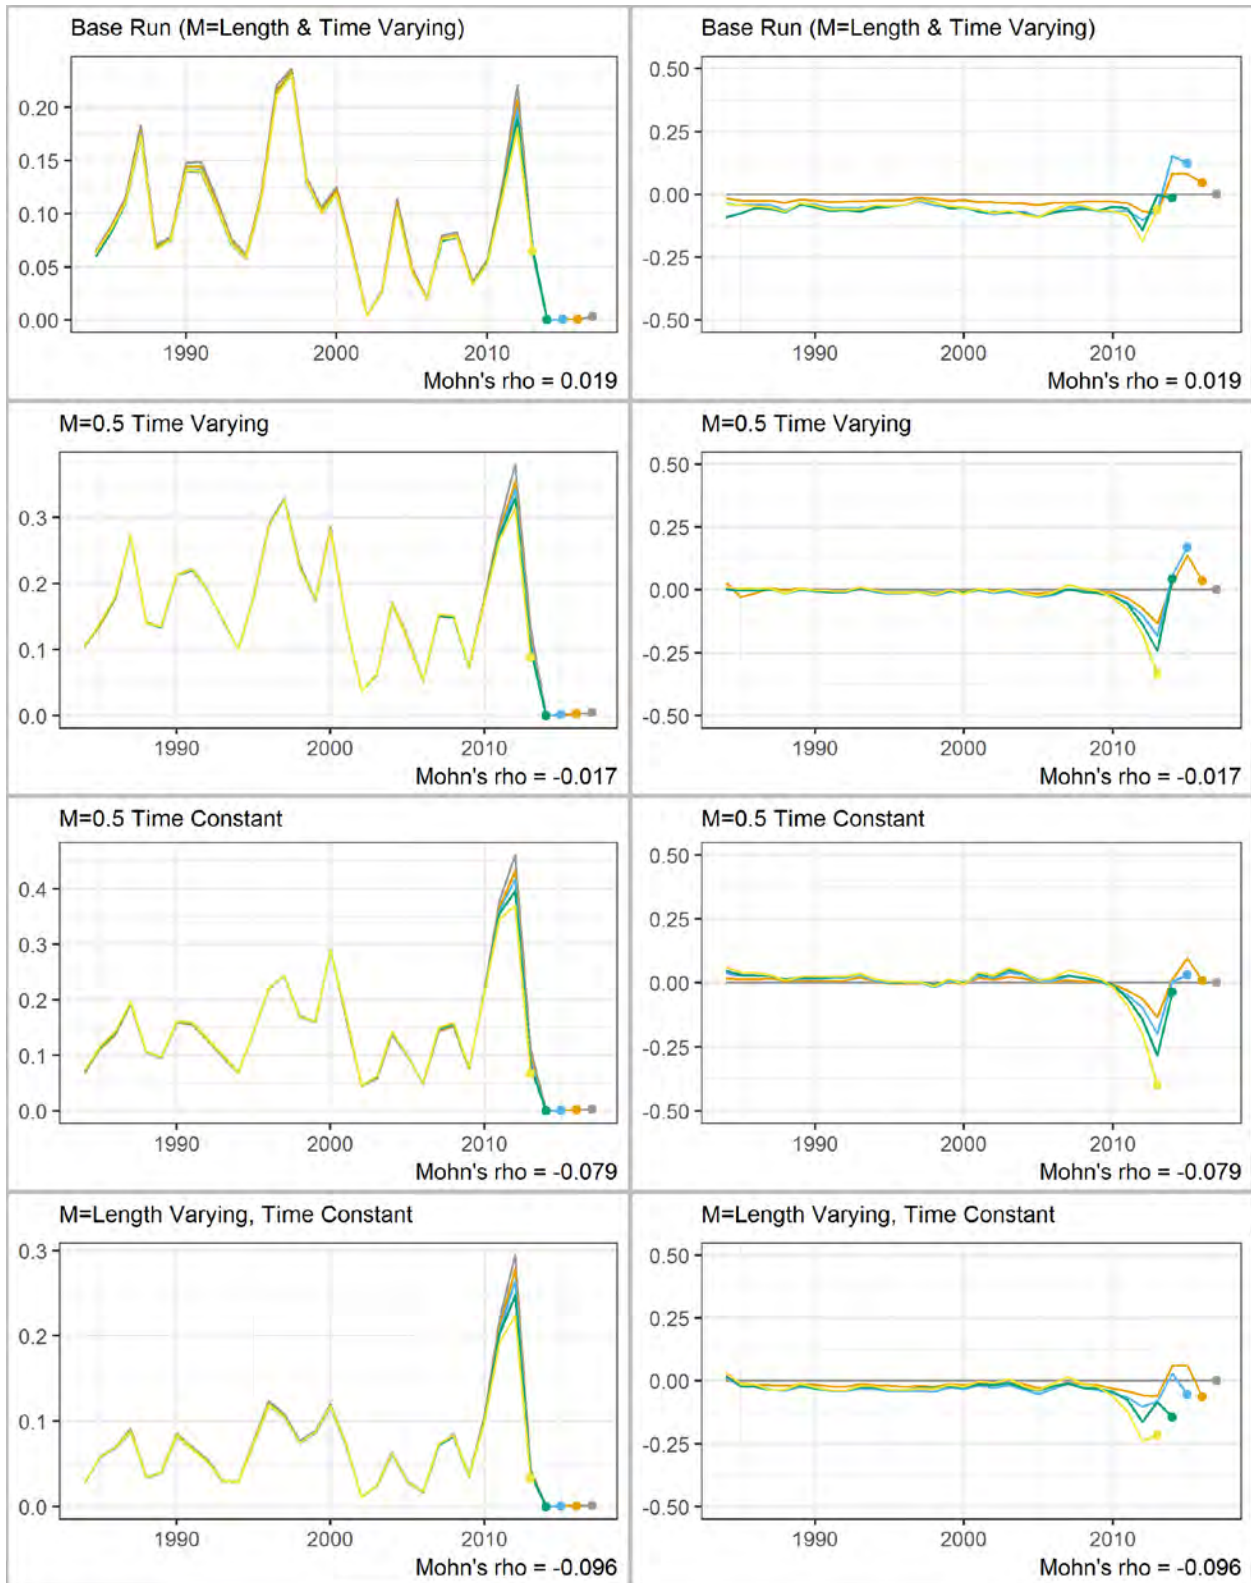 Base Run (M=Length & Time Varying)
0.20
0.15
0.10
0.05
0.00
1990 2000 2010
Mohn's rho = 0.019
Base Run (M=Length & Time Varying)
0.50
0.25
0.00
-0.25
-0.50
1990 2000 2010
Mohn's rho = 0.019
M=0.5 Time Varying
0.3
0.2
0.1
0.0
1990 2000 2010
Mohn's rho = -0.017
M=0.5 Time Varying
0.50
0.25
0.00
-0.25
-0.50
1990 2000 2010
Mohn's rho = -0.017
M=0.5 Time Constant
0.4
0.3
0.2
0.1
0.0
1990 2000 2010
Mohn's rho = -0.079
M=0.5 Time Constant
0.50
0.25
0.00
-0.25
-0.50
1990 2000 2010
Mohn's rho = -0.079
M=Length Varying, Time Constant
0.3
0.2
0.1
0.0
1990 2000 2010
Mohn's rho = -0.096
M=Length Varying, Time Constant
0.50
0.25
0.00
-0.25
-0.50
1990 2000 2010
Mohn's rho = -0.096